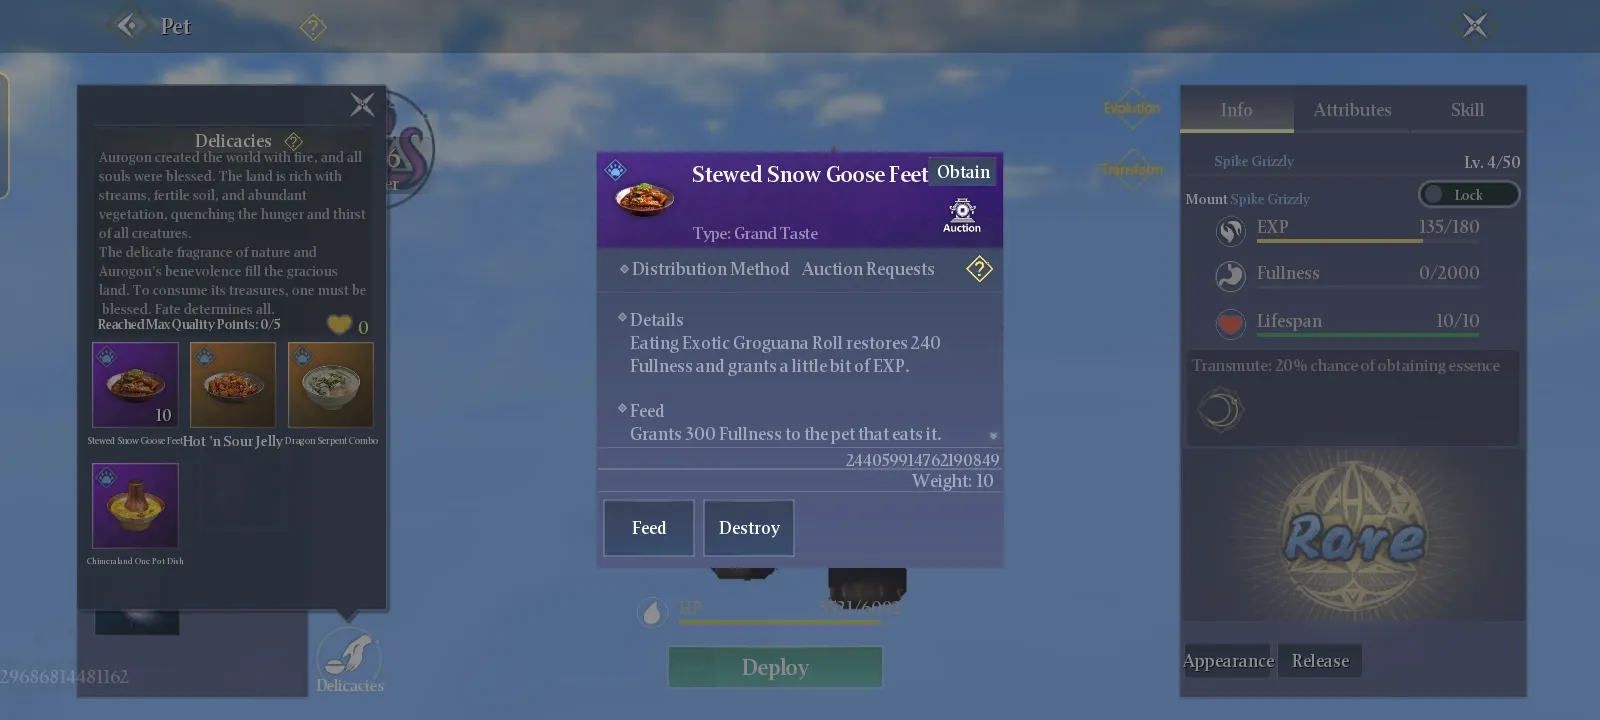 Pet
Delicacies
Aurogon created the world with fire, and all
souls were blessed. The land is rich with
streams, fertile soil, and abundant
vegetation, quenching the hunger and thirst
of all creatures.
The delicate fragrance of nature and
Aurogon's benevolence fill the gracious
land. To consume its treasures, one must be
blessed. Fate determines all.
Reached Max Quality Points: 0/5
0
10
Stewed Snow Goose Feet
Hot 'n Sour Jelly
Dragon Serpent Combo
Chimeraland One Pot Dish
29686814481162
Delicacies
Stewed Snow Goose Feet
Obtain
Auction
Type: Grand Taste
Distribution Method Auction Requests
Details
Eating Exotic Groguana Roll restores 240
Fullness and grants a little bit of EXP.
Feed
Grants 300 Fullness to the pet that eats it.
244059914762190849
Weight: 10
Feed
Destroy
HP
Deploy
Evolution
Transform
Info
Attributes
Skill
Spike Grizzly
Lv. 4/50
Mount Spike Grizzly
Lock
EXP
135/180
Fullness
0/2000
Lifespan
10/10
Transmute: 20% chance of obtaining essence
Rare
Appearance
Release